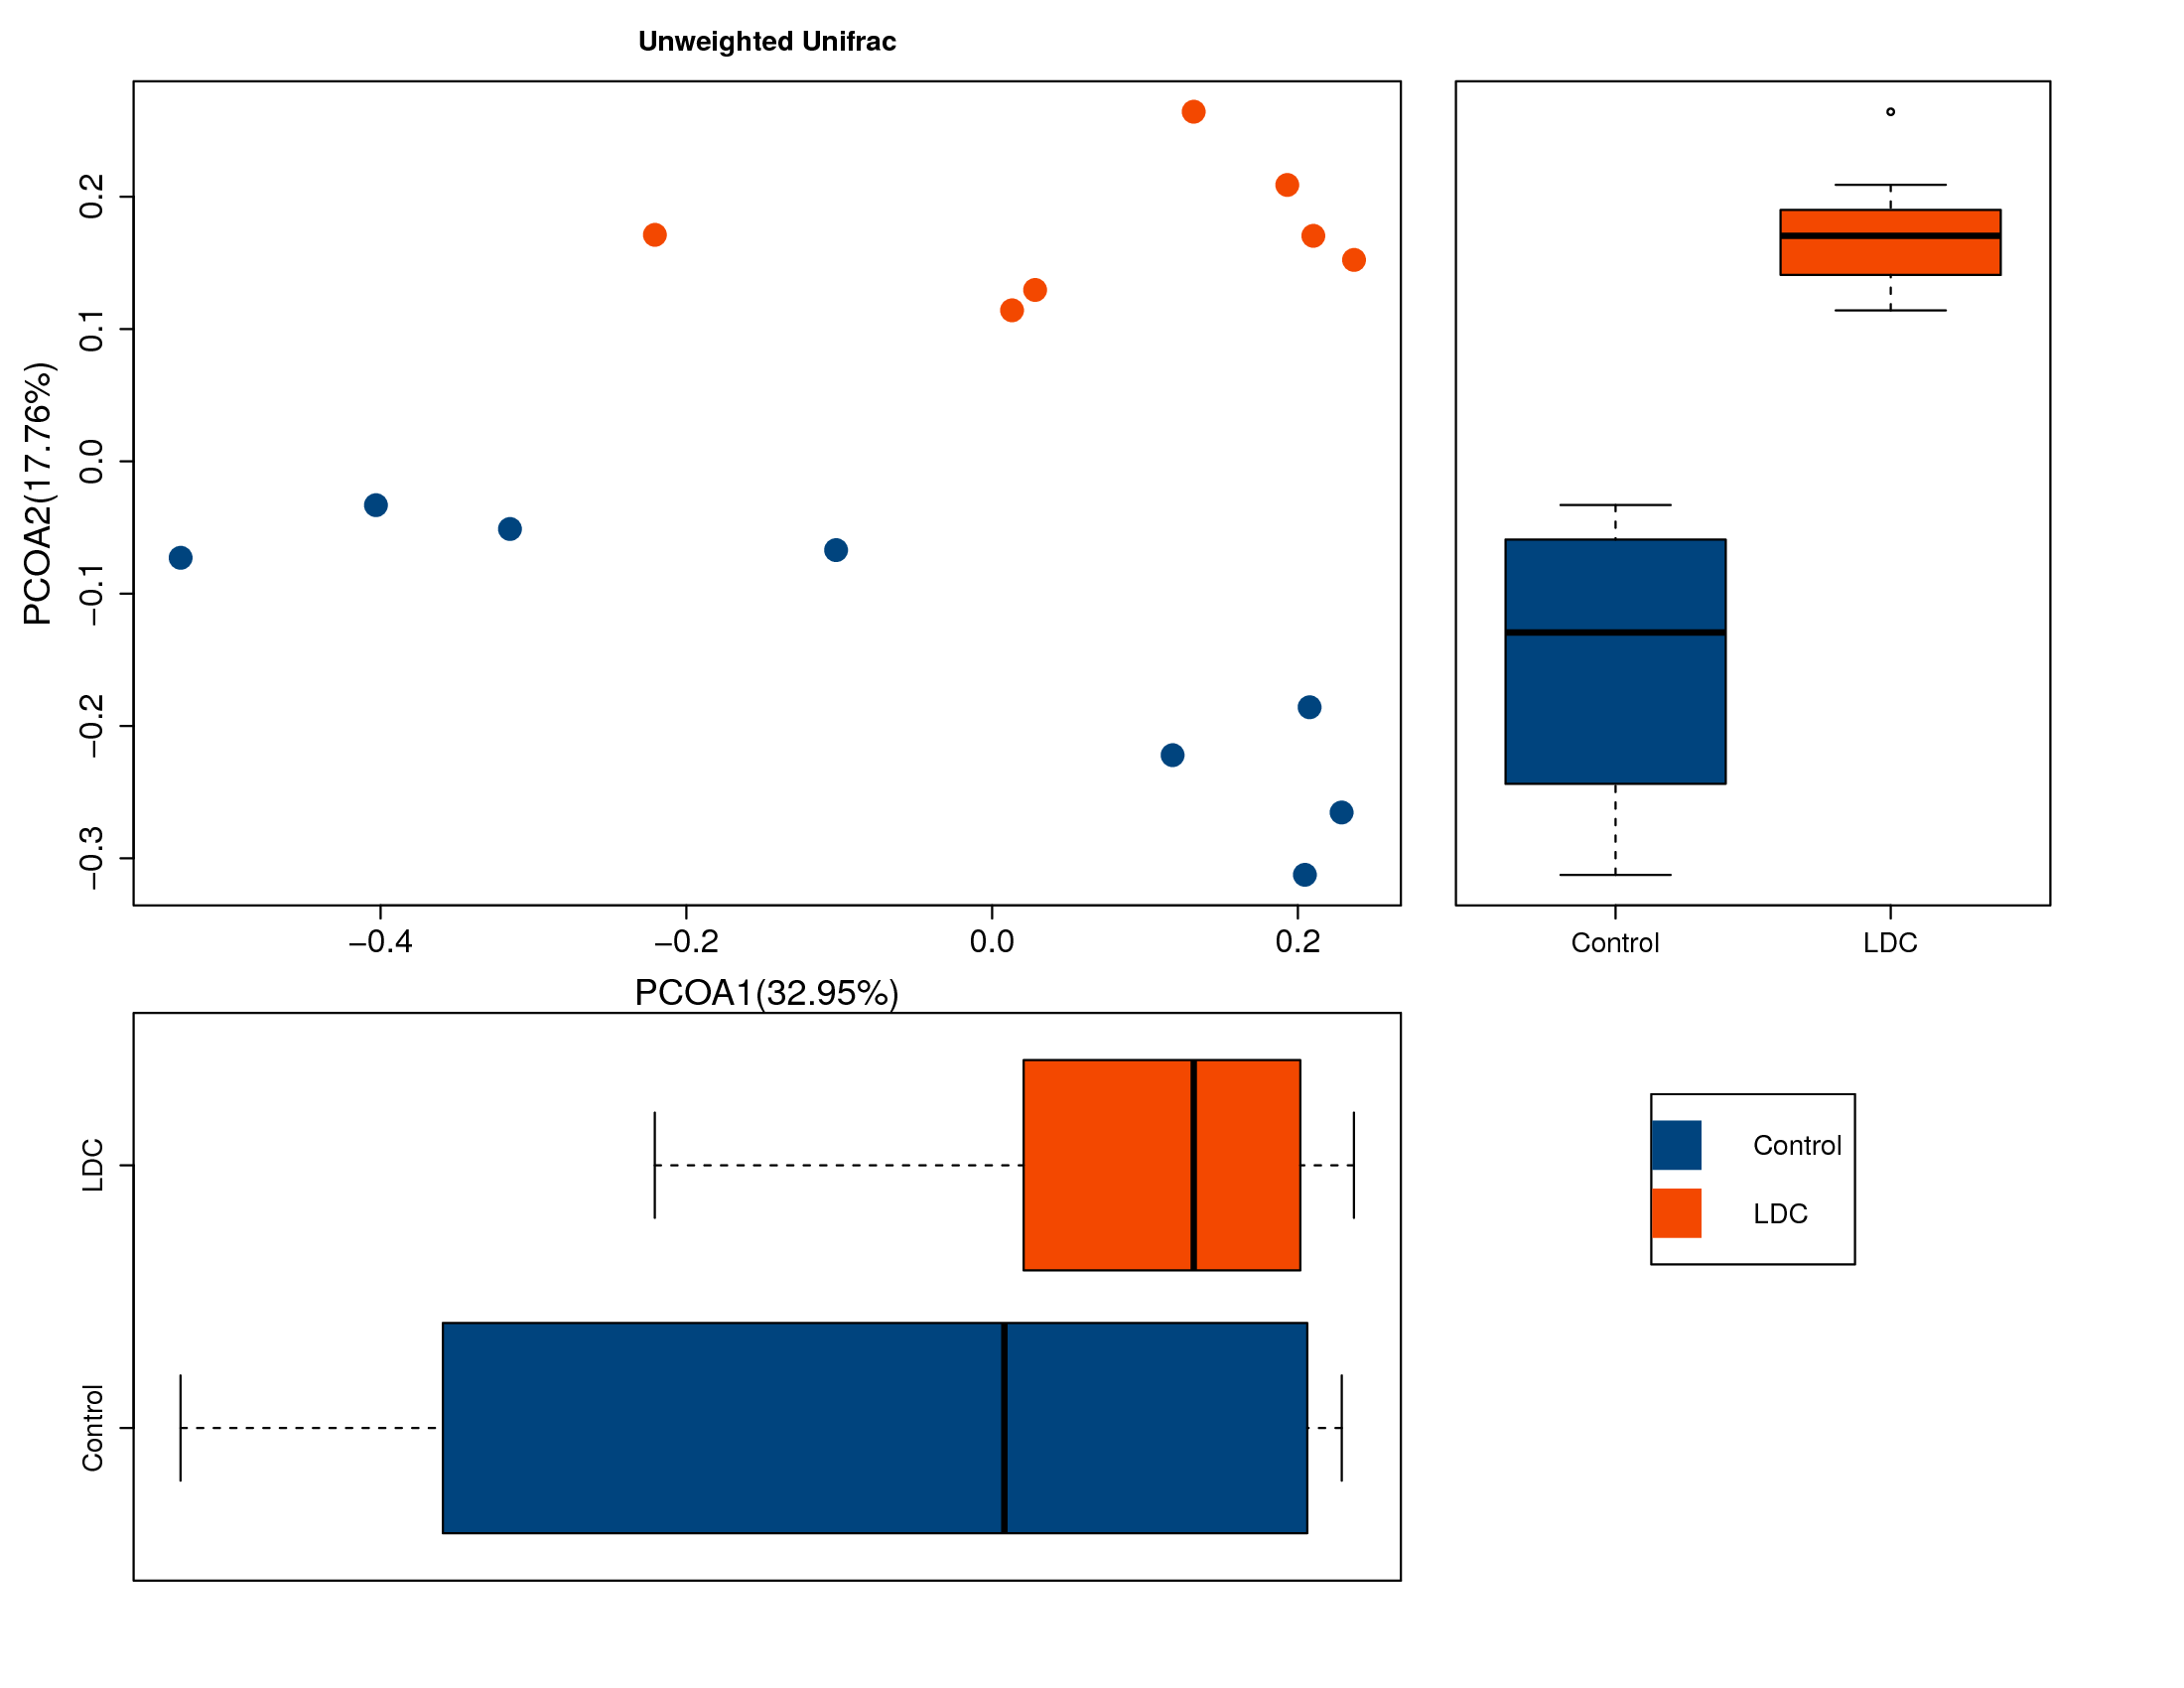 Unweighted Unifrac
PCOA2(17.76%)
0.2
0.1
0.0
−0.1
−0.2
−0.3
−0.4 −0.2 0.0 0.2
PCOA1(32.95%)
Control LDC
LDC
Control
Control
LDC